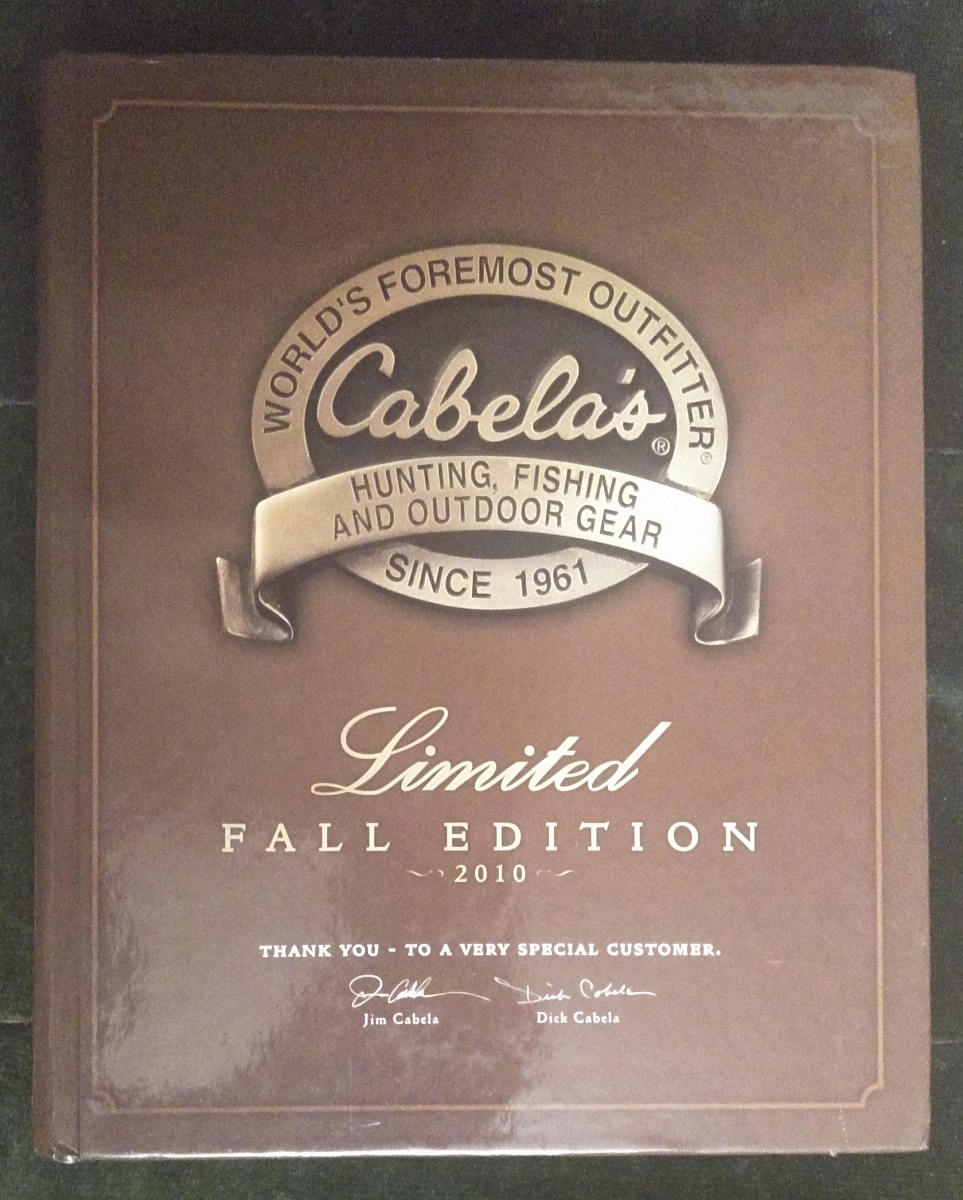 WORLD'S FOREMOST OUTFITTER®
Cabela's®
HUNTING, FISHING
AND OUTDOOR GEAR
SINCE 1961
Limited
FALL EDITION
2010
THANK YOU - TO A VERY SPECIAL CUSTOMER.
Jim Cabela Dick Cabela
Jim Cabela Dick Cabela